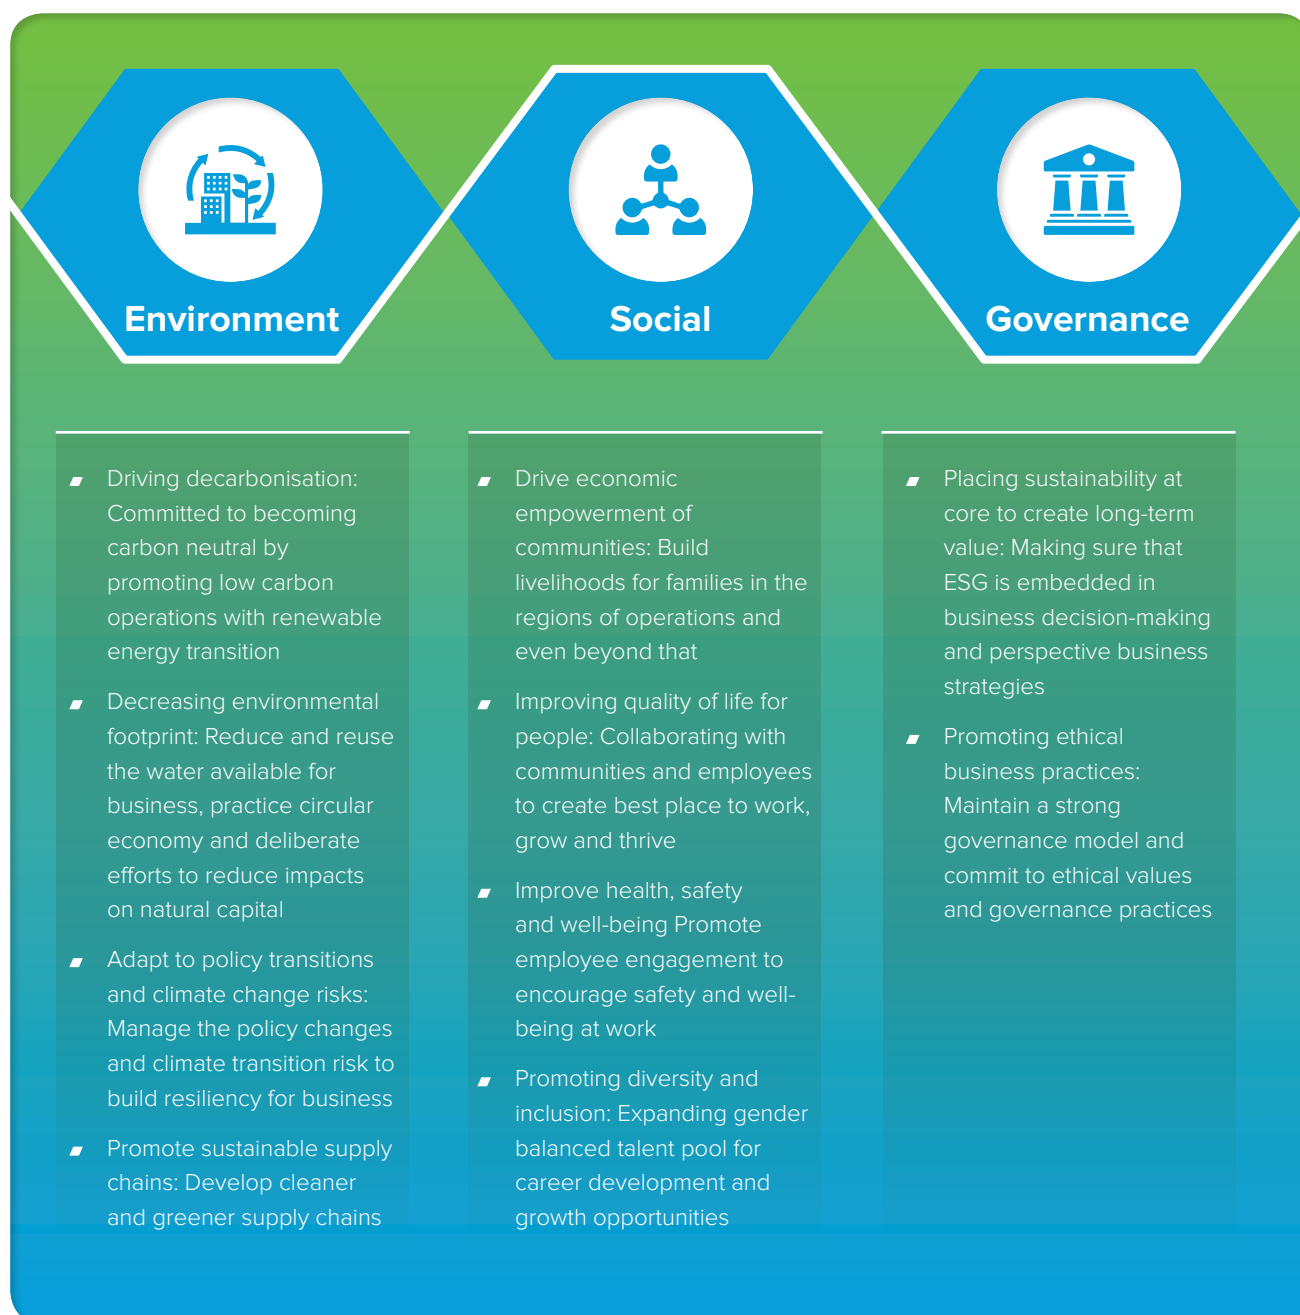 Environment
Driving decarbonisation:
Committed to becoming
carbon neutral by
promoting low carbon
operations with renewable
energy transition
Decreasing environmental
footprint: Reduce and reuse
the water available for
business, practice circular
economy and deliberate
efforts to reduce impacts
on natural capital
Adapt to policy transitions
and climate change risks:
Manage the policy changes
and climate transition risk to
build resiliency for business
Promote sustainable supply
chains: Develop cleaner
and greener supply chains
Social
Drive economic
empowerment of
communities: Build
livelihoods for families in the
regions of operations and
even beyond that
Improving quality of life for
people: Collaborating with
communities and employees
to create best place to work,
grow and thrive
Improve health, safety
and well-being Promote
employee engagement to
encourage safety and well-
being at work
Promoting diversity and
inclusion: Expanding gender
balanced talent pool for
career development and
growth opportunities
Governance
Placing sustainability at
core to create long-term
value: Making sure that
ESG is embedded in
business decision-making
and perspective business
strategies
Promoting ethical
business practices:
Maintain a strong
governance model and
commit to ethical values
and governance practices